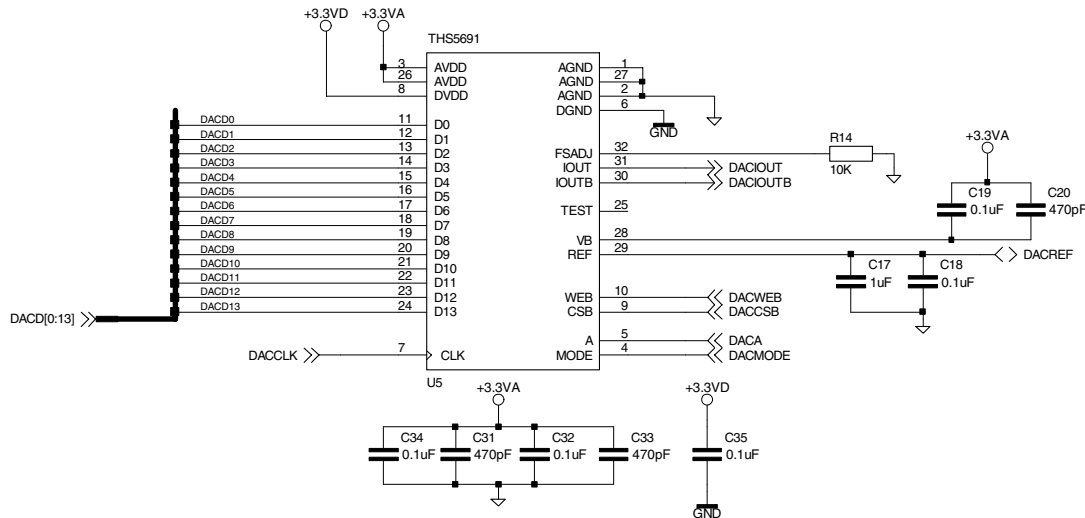 +3.3VD
+3.3VA
THS5691
3 AVDD
26 AVDD
8 DVDD
AGND 1
AGND 27
AGND 2
DGND 6
GND
DACD0 11 D0
DACD1 12 D1
DACD2 13 D2
DACD3 14 D3
DACD4 15 D4
DACD5 16 D5
DACD6 17 D6
DACD7 18 D7
DACD8 19 D8
DACD9 20 D9
DACD10 21 D10
DACD11 22 D11
DACD12 23 D12
DACD13 24 D13
DACD[0:13]
DACCLK 7 CLK
U5
FSADJ 32
R14
10K
IOUT 31 DACIOUT
IOUTB 30 DACIOUTB
TEST 25
VB 28
REF 29 DACREF
+3.3VA
C19
0.1uF
C20
470pF
C17
1uF
C18
0.1uF
WEB 10 DACWEB
CSB 9 DACCSB
A 5 DACA
MODE 4 DACMODE
+3.3VA
C34
0.1uF
C31
470pF
C32
0.1uF
C33
470pF
+3.3VD
C35
0.1uF
GND